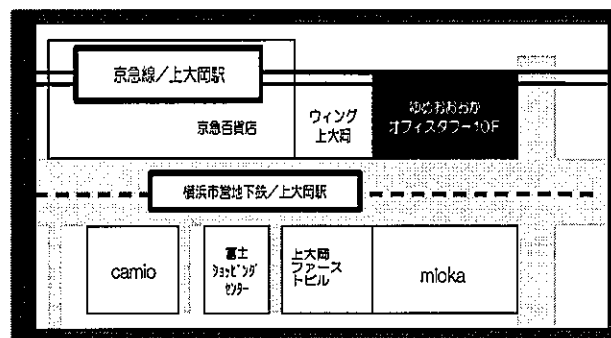 京急線／上大岡駅
京急百貨店
ウィング
上大岡
ゆめおおおか
オフィスタワー10F
横浜市営地下鉄／上大岡駅
camio
富士
ショッピング
センター
上大岡
ファース
トビル
mioka